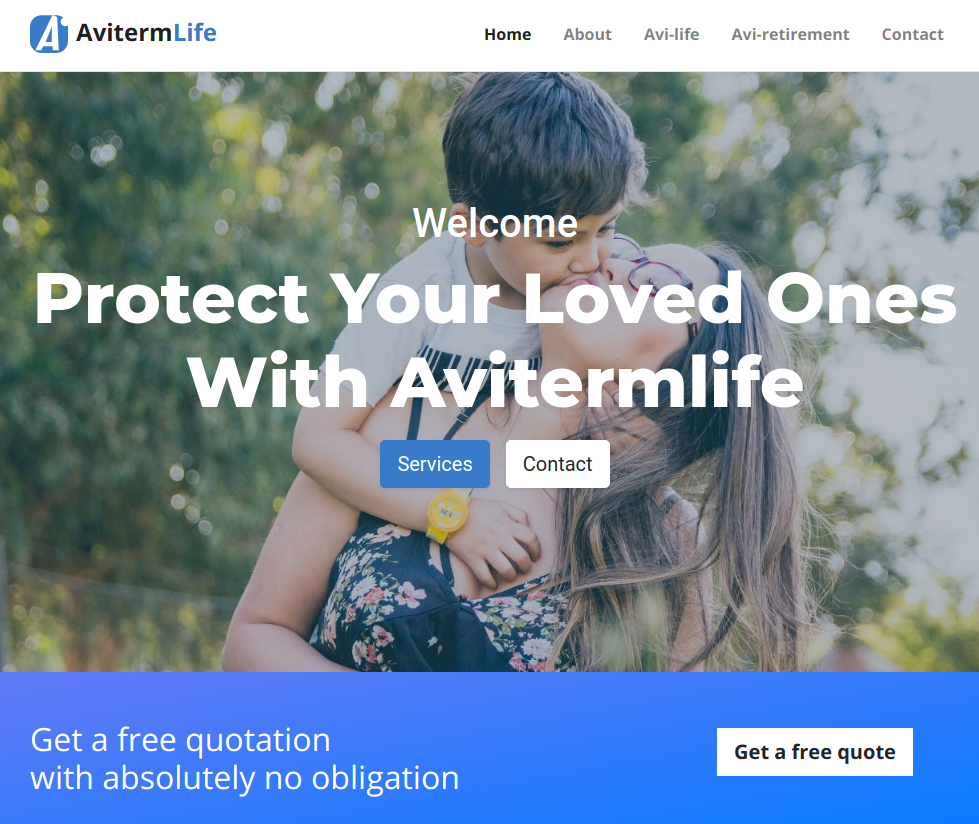 AvitermLife
Home About Avi-life Avi-retirement Contact
Welcome
Protect Your Loved Ones
With Avitermlife
Services Contact
Get a free quotation
with absolutely no obligation
Get a free quote